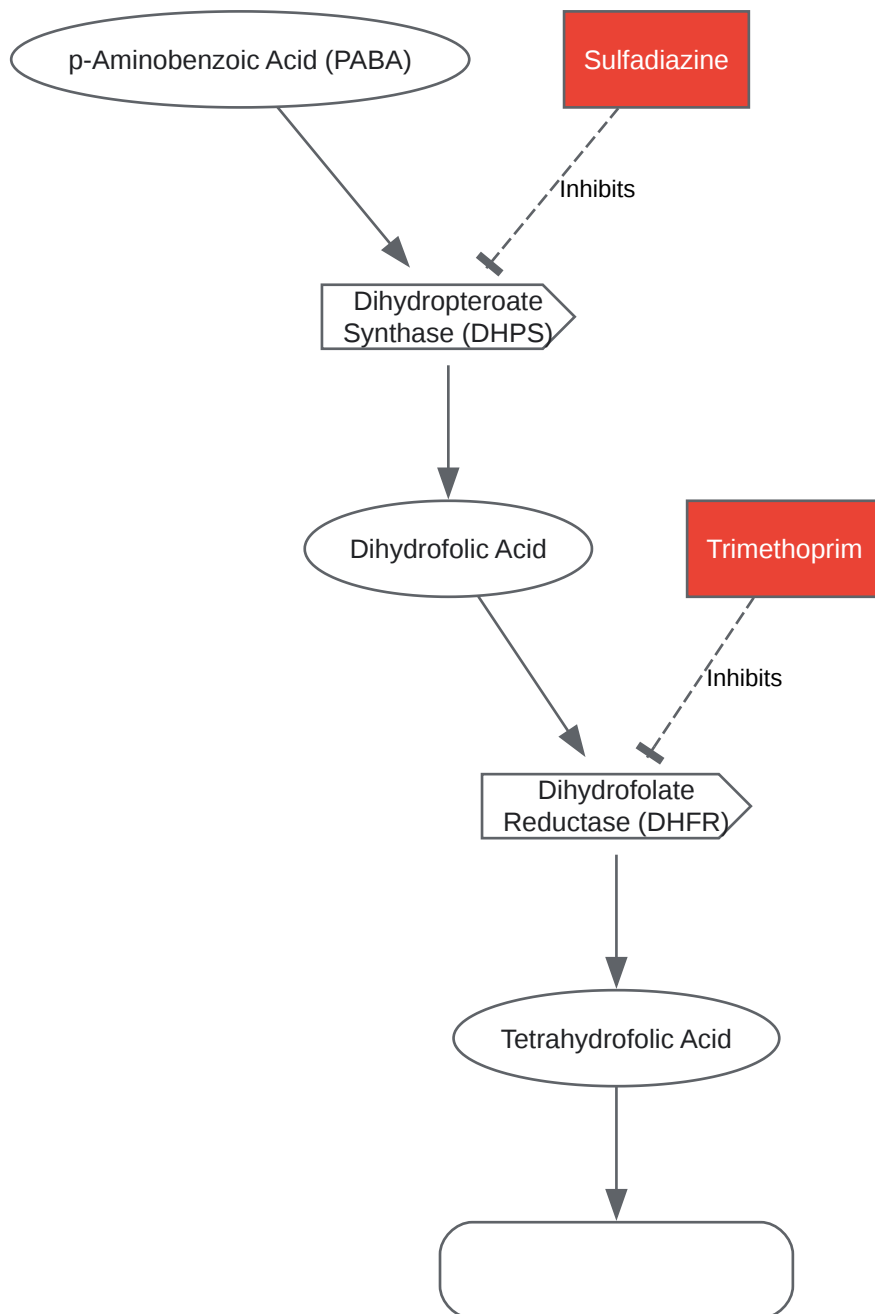 p-Aminobenzoic Acid (PABA)
Sulfadiazine
Inhibits
Dihydropteroate
Synthase (DHPS)
Dihydrofolic Acid
Trimethoprim
Inhibits
Dihydrofolate
Reductase (DHFR)
Tetrahydrofolic Acid